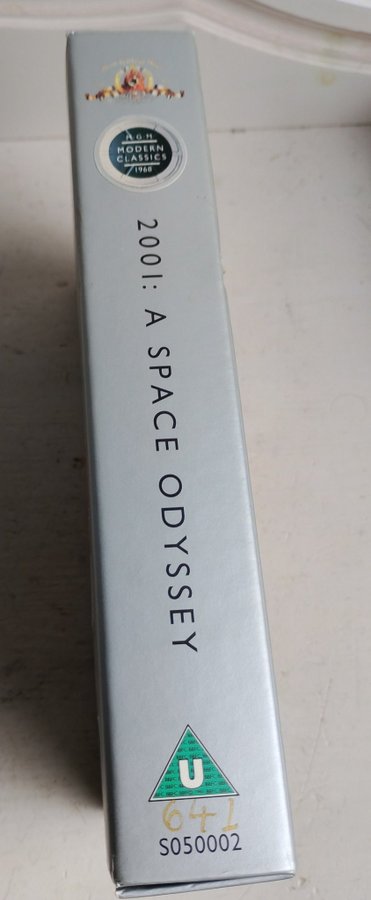 MGM
MODERN
CLASSICS
1968
2001: A SPACE ODYSSEY
U
641
S050002